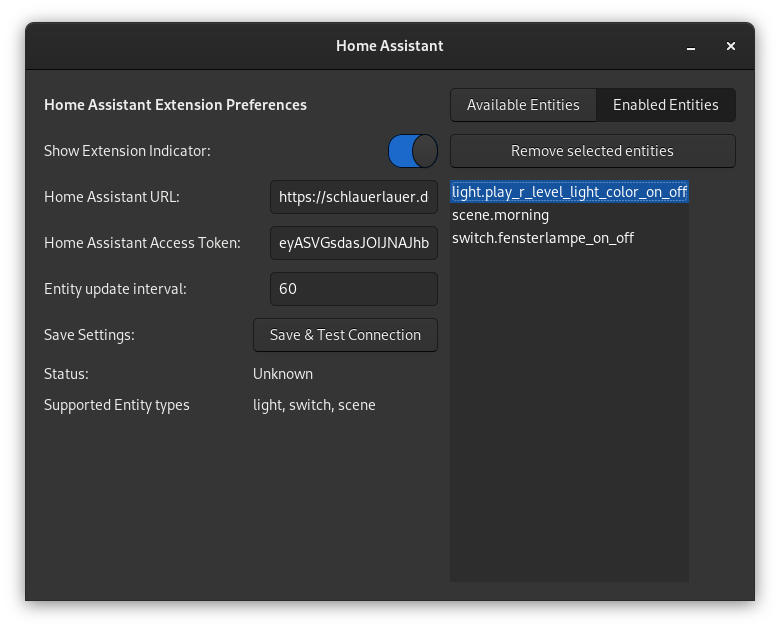 Home Assistant
Home Assistant Extension Preferences
Available Entities
Enabled Entities
Show Extension Indicator:
Remove selected entities
Home Assistant URL:
https://schlauerlauer.d
Home Assistant Access Token:
eyASVGsdasJOIJNAJhb
Entity update interval:
60
Save Settings:
Save & Test Connection
Status:
Unknown
Supported Entity types
light, switch, scene
light.play_r_level_light_color_on_off
scene.morning
switch.fensterlampe_on_off